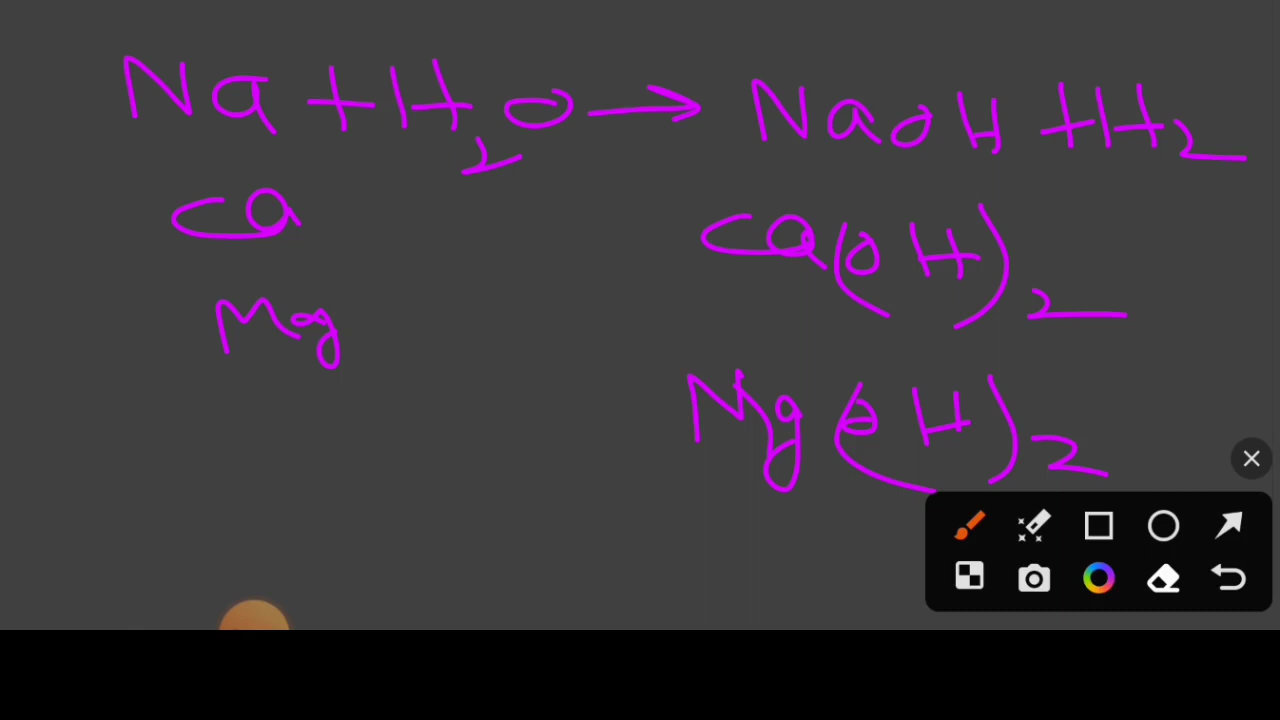 Na + H2O → NaOH + H2
Ca Ca(OH)2
Mg
Mg(OH)2